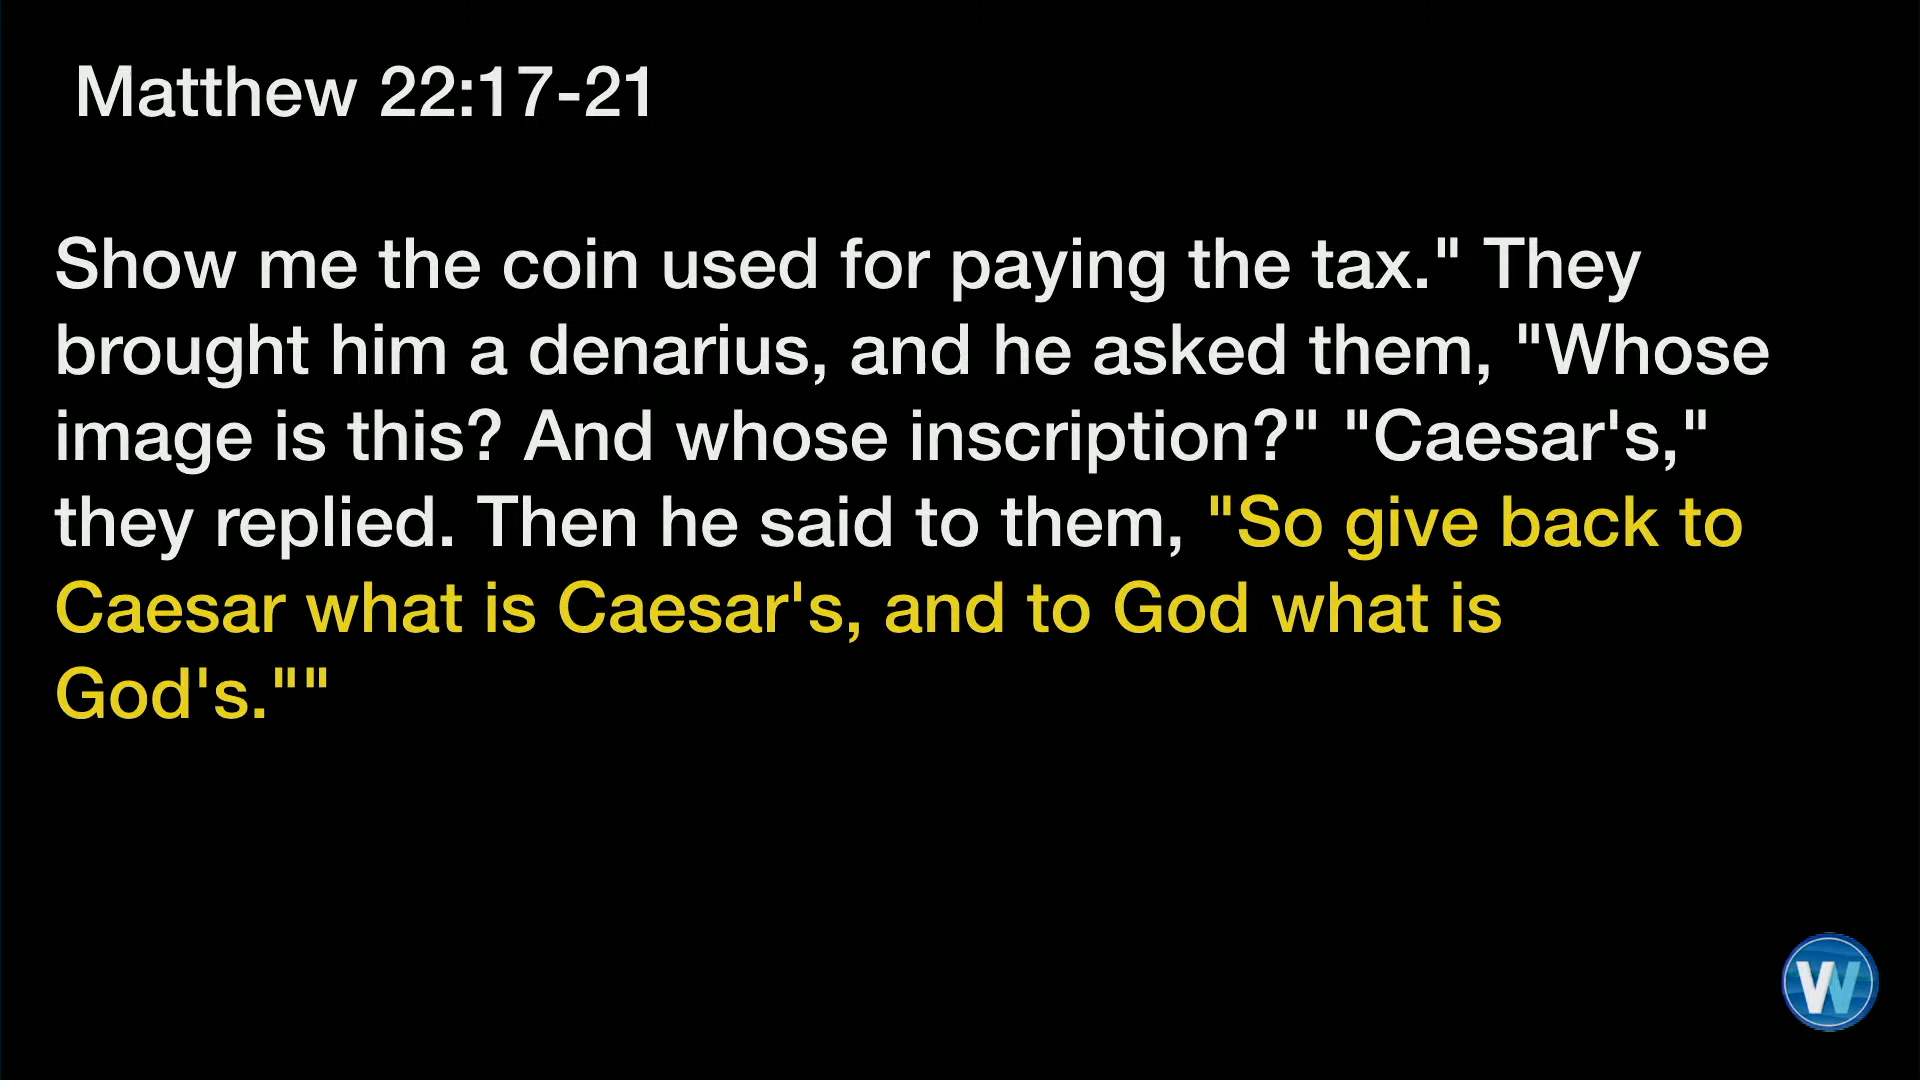 Matthew 22:17-21
Show me the coin used for paying the tax." They
brought him a denarius, and he asked them, "Whose
image is this? And whose inscription?" "Caesar's,"
they replied. Then he said to them, "So give back to
Caesar what is Caesar's, and to God what is
God's.""
W